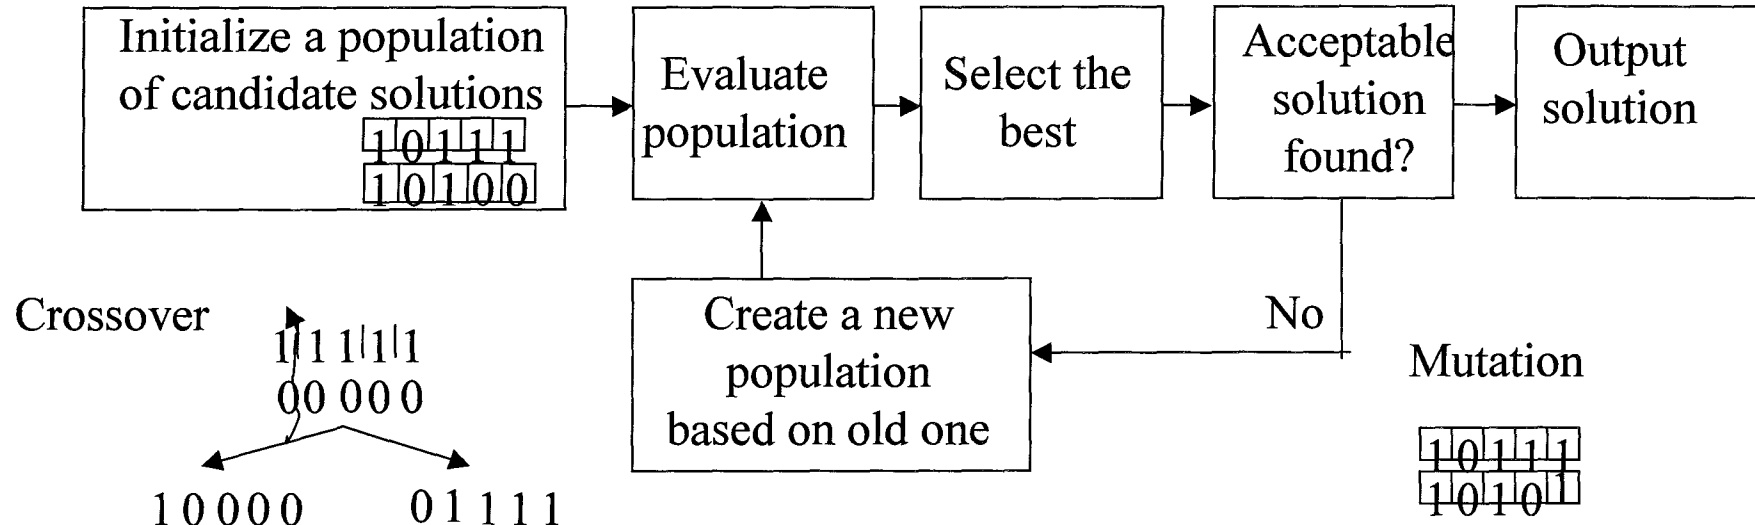 Initialize a population
of candidate solutions
1 0 1 1 1
1 0 1 0 0
Evaluate
population
Select the
best
Acceptable
solution
found?
Output
solution
Crossover
1 1 1 1 1
0 0 0 0 0
1 0 0 0 0
0 1 1 1 1
Create a new
population
based on old one
No
Mutation
1 0 1 1 1
1 0 1 0 1